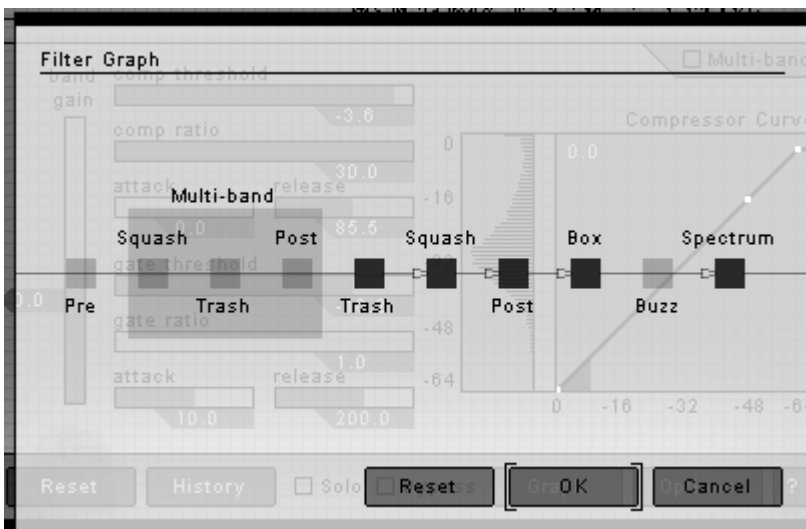 Filter Graph
Multi-band
band comp threshold
gain
-3.6
Compressor Curve
comp ratio
0
0.0
30.0
attack release
Multi-band
-16
0.0 85.5
Squash Post Squash Box Spectrum
gate threshold
0.0
Pre Trash Trash Post Buzz
gate ratio
-48
1.0
attack release
-64
10.0 200.0
0 -16 -32 -48 -64
Reset History Solo Reset OK Cancel ?